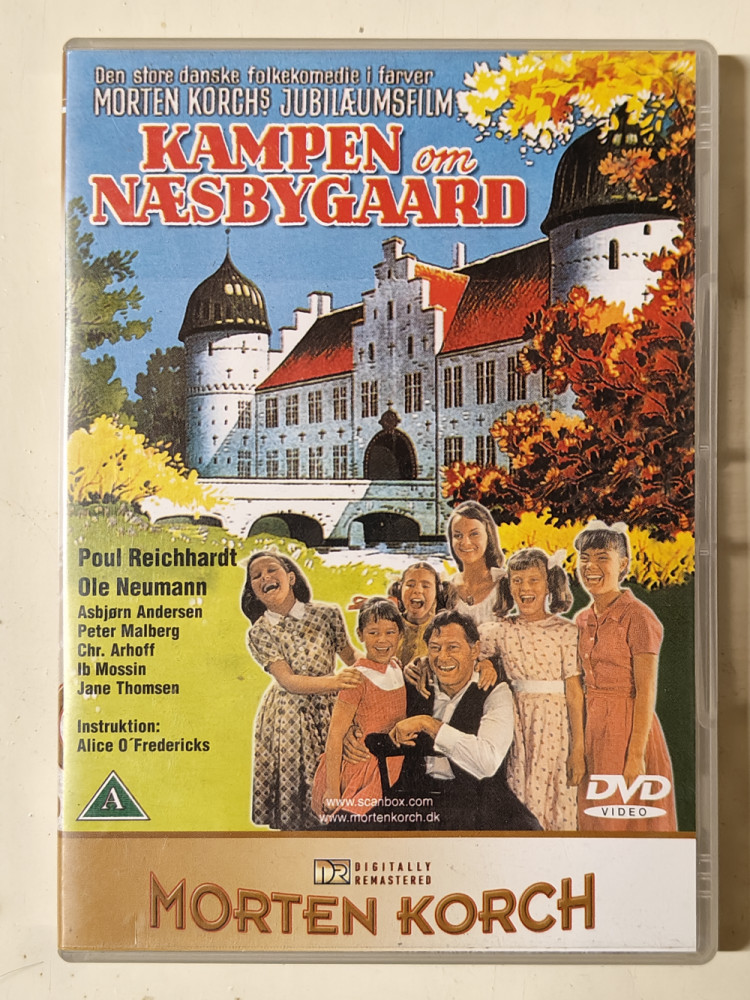 Den store danske folkekomedie i farver
MORTEN KORCHS JUBILÆUMSFILM
KAMPEN om
NÆSBYGAARD
Poul Reichhardt
Ole Neumann
Asbjørn Andersen
Peter Malberg
Chr. Arhoff
Ib Mossin
Jane Thomsen
Instruktion:
Alice O´Fredericks
A
www.scanbox.com
www.mortenkorch.dk
DVD
VIDEO
DR DIGITALLY
REMASTERED
MORTEN KORCH